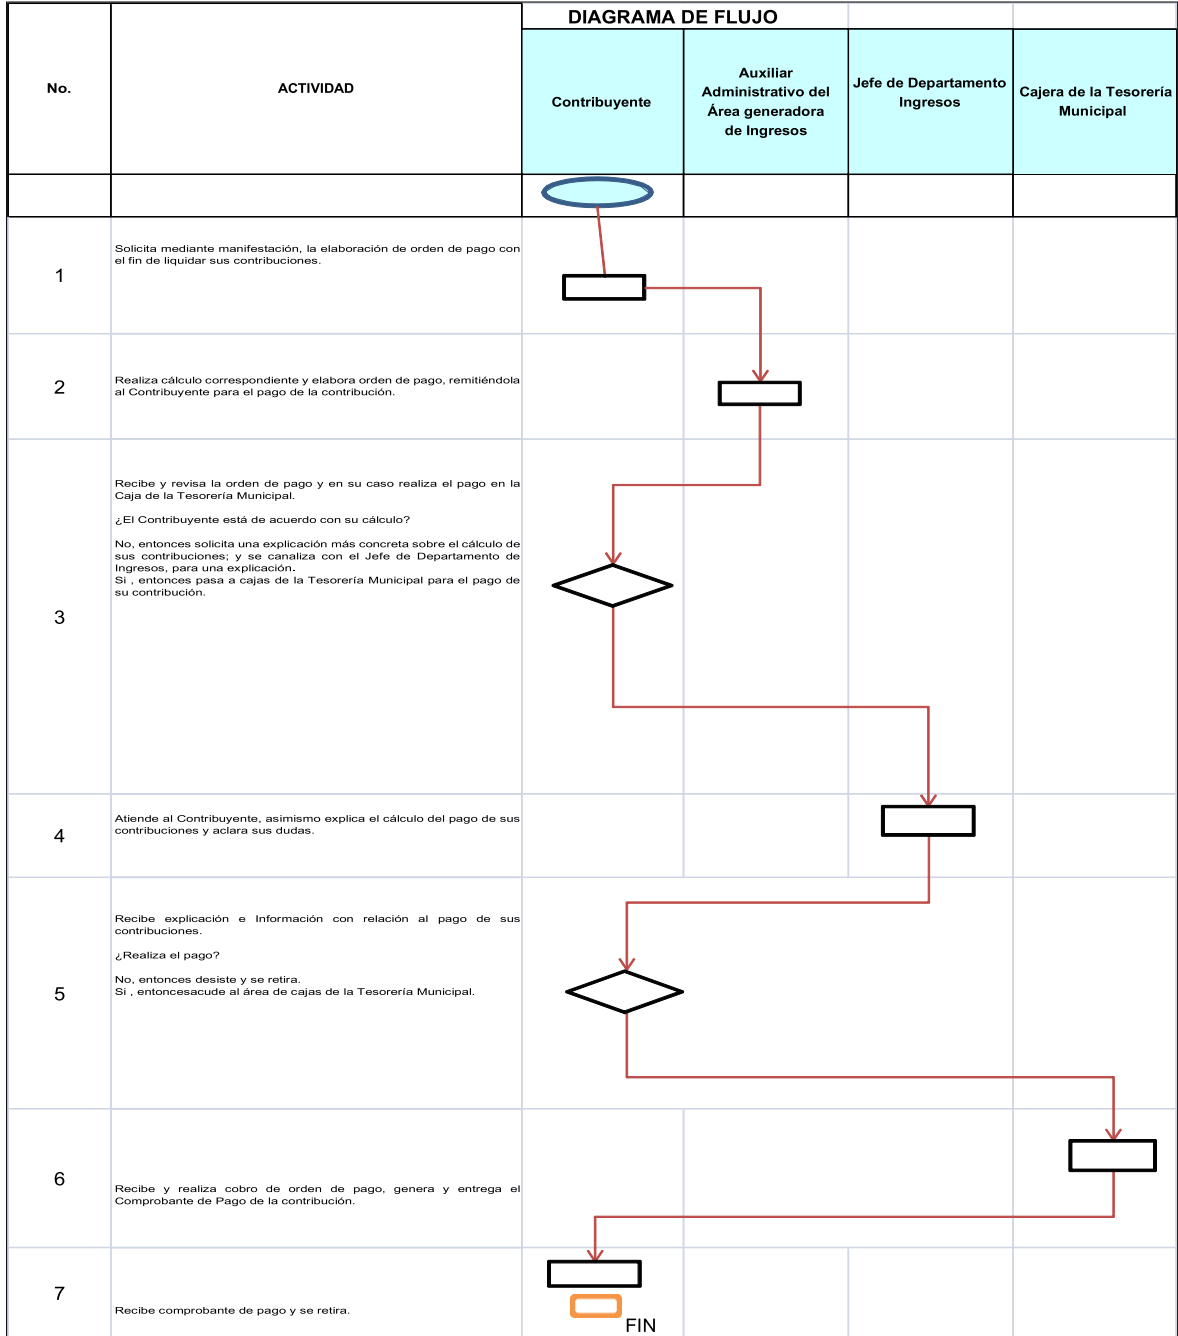 DIAGRAMA DE FLUJO
No.
ACTIVIDAD
Contribuyente
Auxiliar
Administrativo del
Área generadora
de Ingresos
Jefe de Departamento
Ingresos
Cajera de la Tesorería
Municipal
1
Solicita mediante manifestación, la elaboración de orden de pago con
el fin de liquidar sus contribuciones.
2
Realiza cálculo correspondiente y elabora orden de pago, remitiéndola
al Contribuyente para el pago de la contribución.
3
Recibe y revisa la orden de pago y en su caso realiza el pago en la
Caja de la Tesorería Municipal.
¿El Contribuyente está de acuerdo con su cálculo?
No, entonces solicita una explicación más concreta sobre el cálculo de
sus contribuciones; y se canaliza con el Jefe de Departamento de
Ingresos, para una explicación.
Si , entonces pasa a cajas de la Tesorería Municipal para el pago de
su contribución.
4
Atiende al Contribuyente, asimismo explica el cálculo del pago de sus
contribuciones y aclara sus dudas.
5
Recibe explicación e Información con relación al pago de sus
contribuciones.
¿Realiza el pago?
No, entonces desiste y se retira.
Si , entoncesacude al área de cajas de la Tesorería Municipal.
6
Recibe y realiza cobro de orden de pago, genera y entrega el
Comprobante de Pago de la contribución.
7
Recibe comprobante de pago y se retira.
FIN